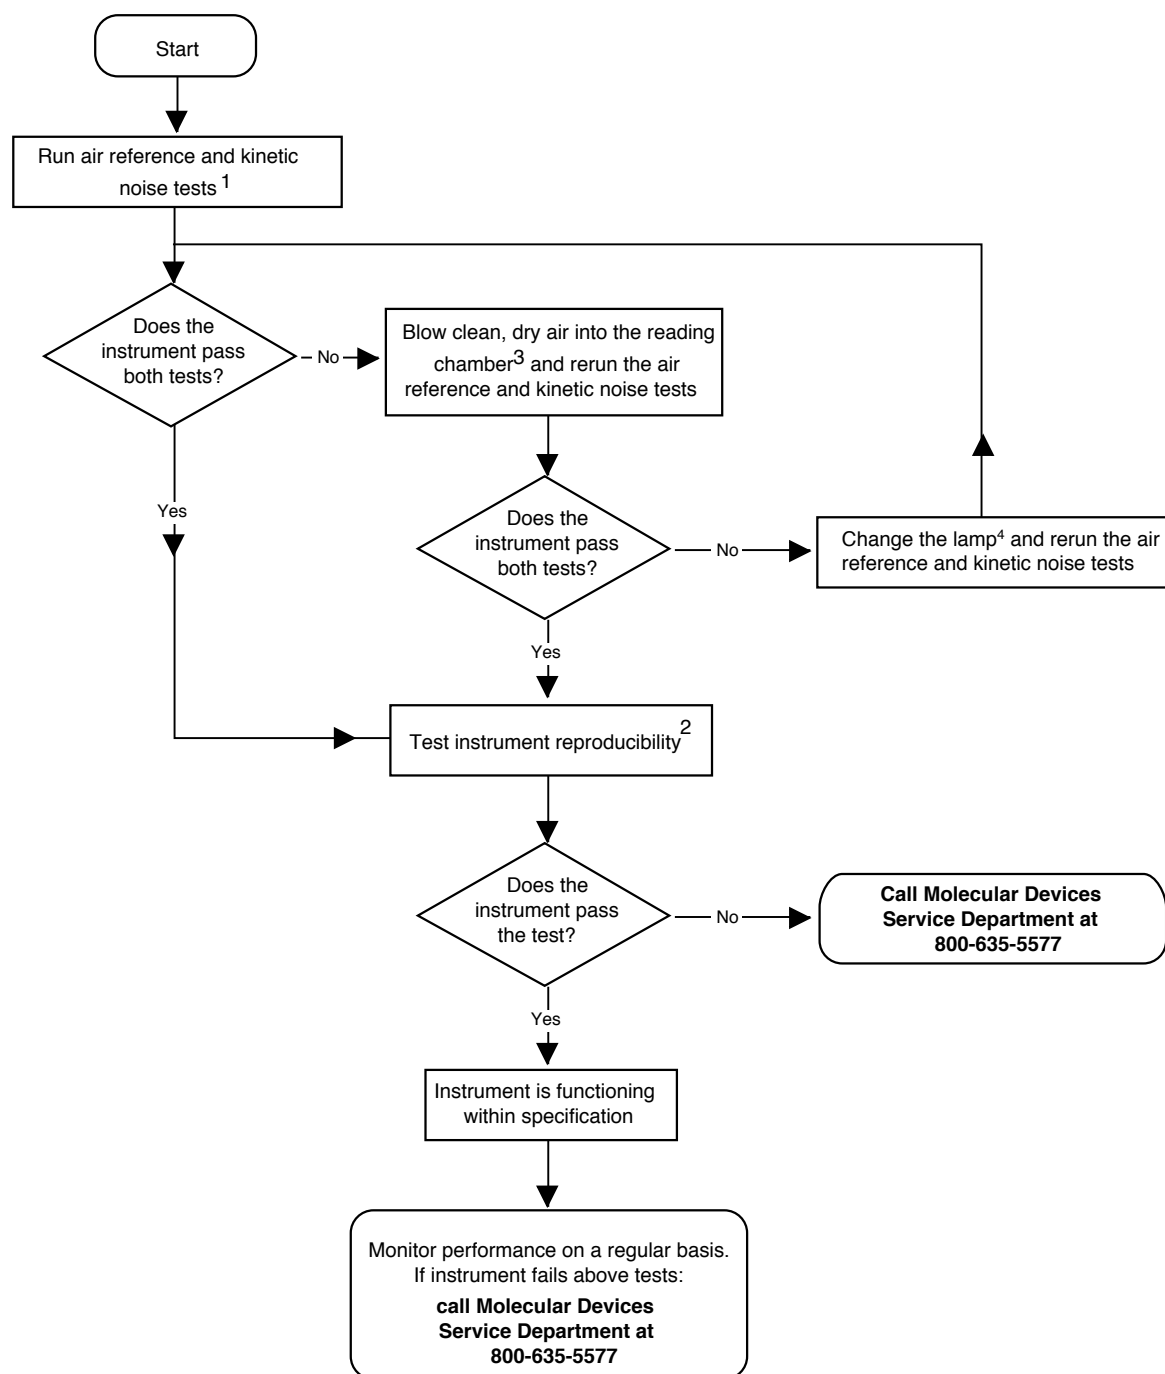 Start
Run air reference and kinetic
noise tests 1
Does the
instrument pass
both tests?
No
Blow clean, dry air into the reading
chamber3 and rerun the air
reference and kinetic noise tests
Yes
Does the
instrument pass
both tests?
No
Change the lamp4 and rerun the air
reference and kinetic noise tests
Yes
Test instrument reproducibility2
Does the
instrument pass
the test?
No
Call Molecular Devices
Service Department at
800-635-5577
Yes
Instrument is functioning
within specification
Monitor performance on a regular basis.
If instrument fails above tests:
call Molecular Devices
Service Department at
800-635-5577